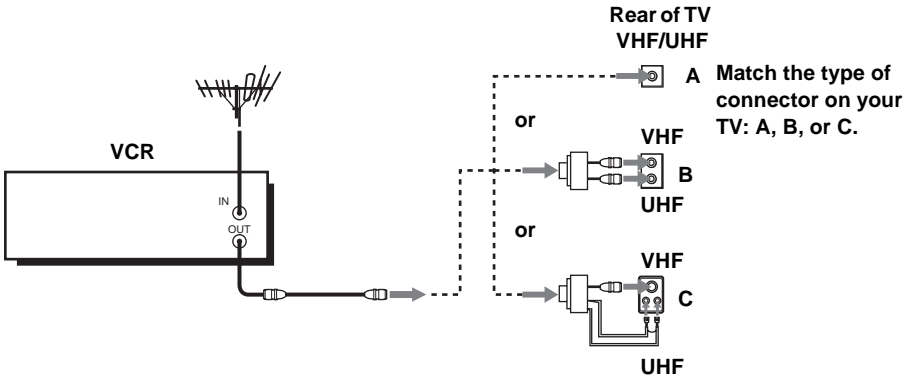 Rear of TV
VHF/UHF
A
Match the type of
connector on your
TV: A, B, or C.
or
VHF
VCR
B
IN
UHF
OUT
or
VHF
C
UHF